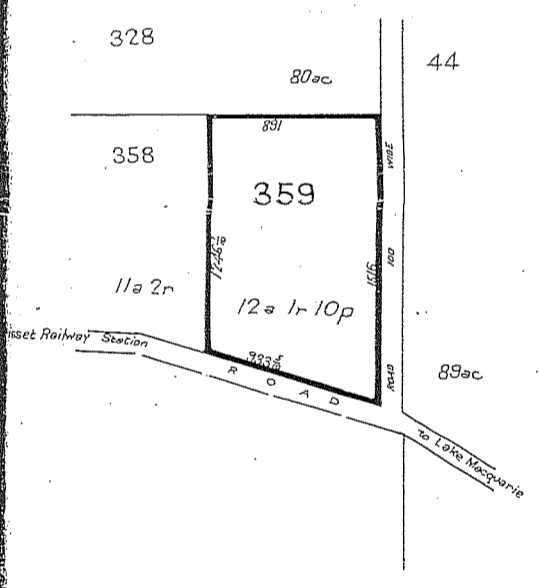 328
44
80ac
891
358
WIDE
359
100
1516
11a 2r
12a 1r 10p
isset Railway Station
ROAD
ROAD
89ac
to Lake Macquarie